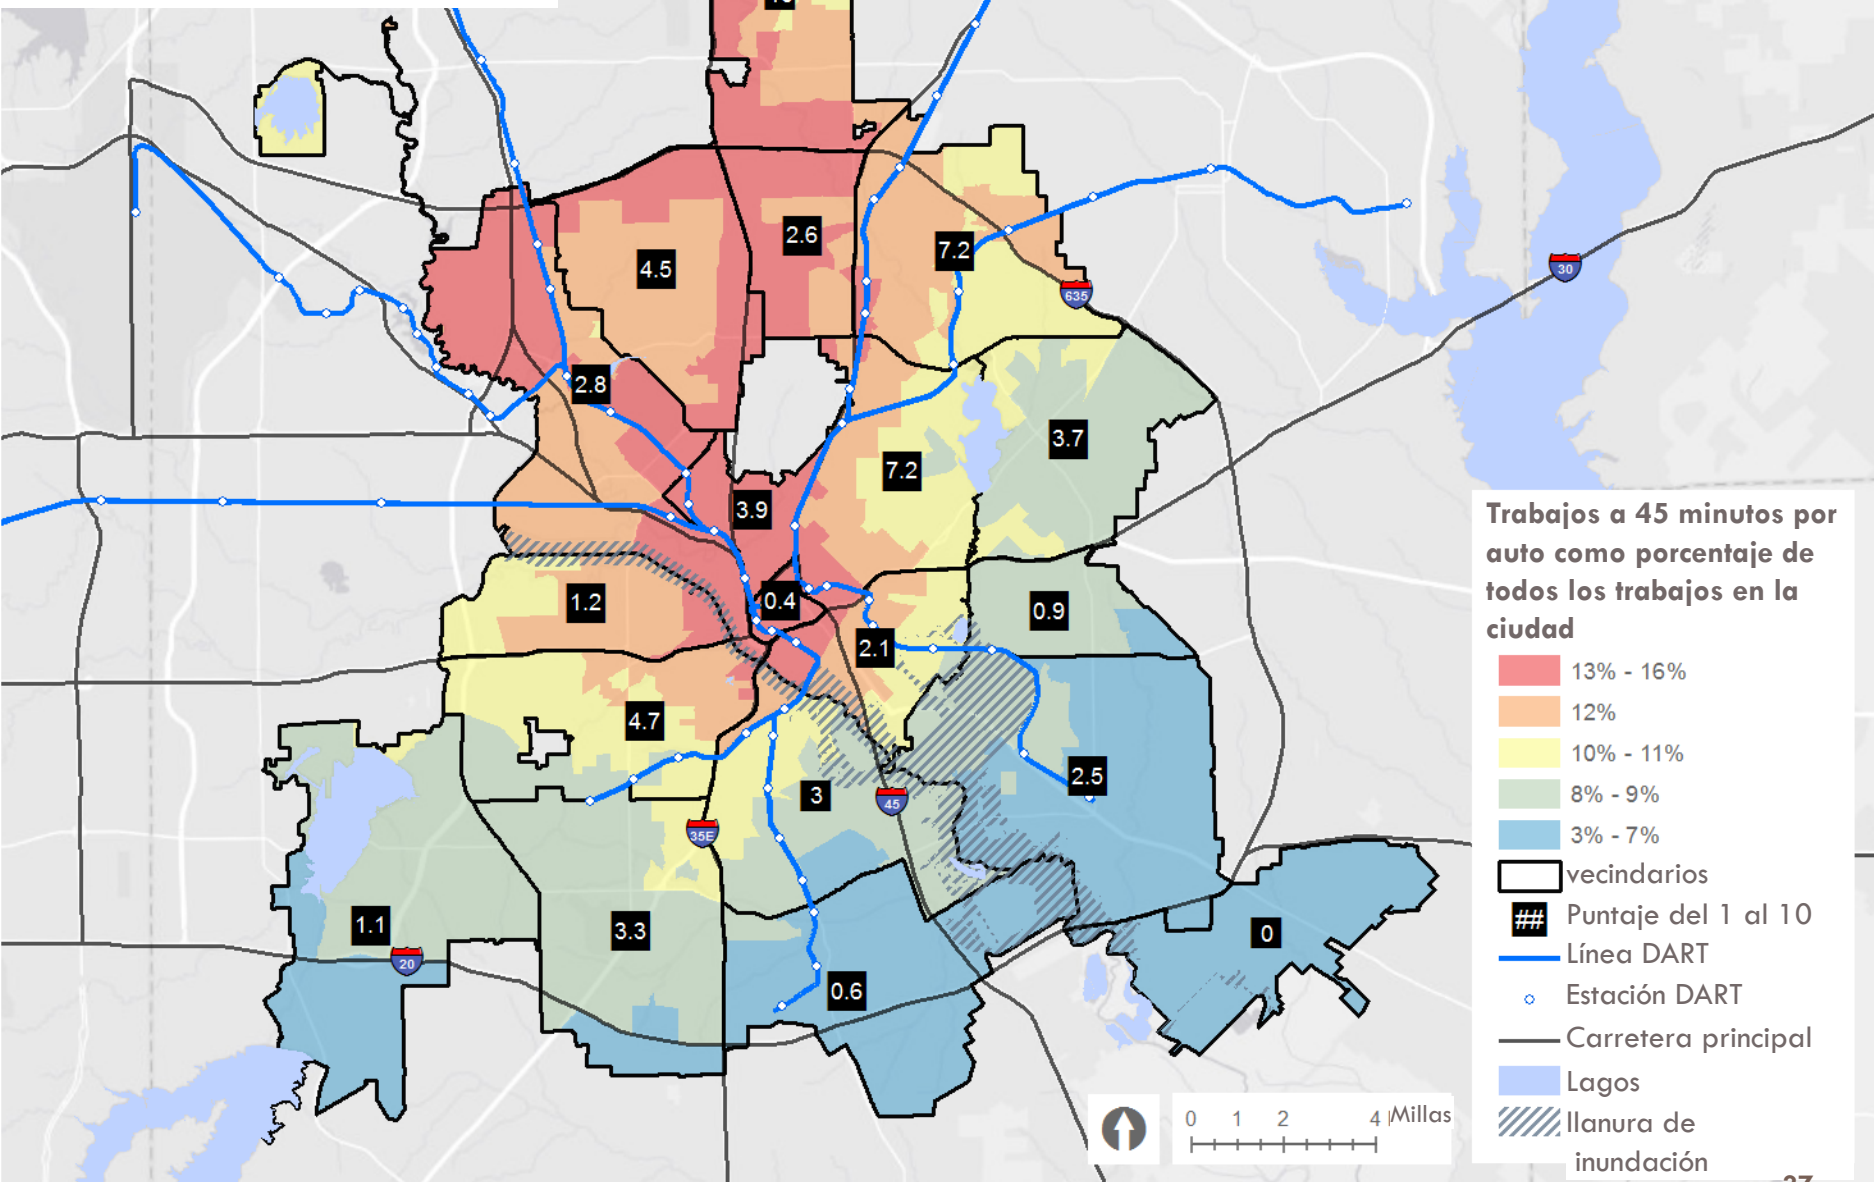 4.5
2.6
7.2
635
30
2.8
3.7
7.2
3.9
1.2
0.4
0.9
2.1
4.7
2.5
3
45
35E
1.1
3.3
0
20
0.6
Trabajos a 45 minutos por
auto como porcentaje de
todos los trabajos en la
ciudad
13% - 16%
12%
10% - 11%
8% - 9%
3% - 7%
vecindarios
## Puntaje del 1 al 10
Línea DART
Estación DART
Carretera principal
Lagos
llanura de
inundación
0 1 2 4 Millas